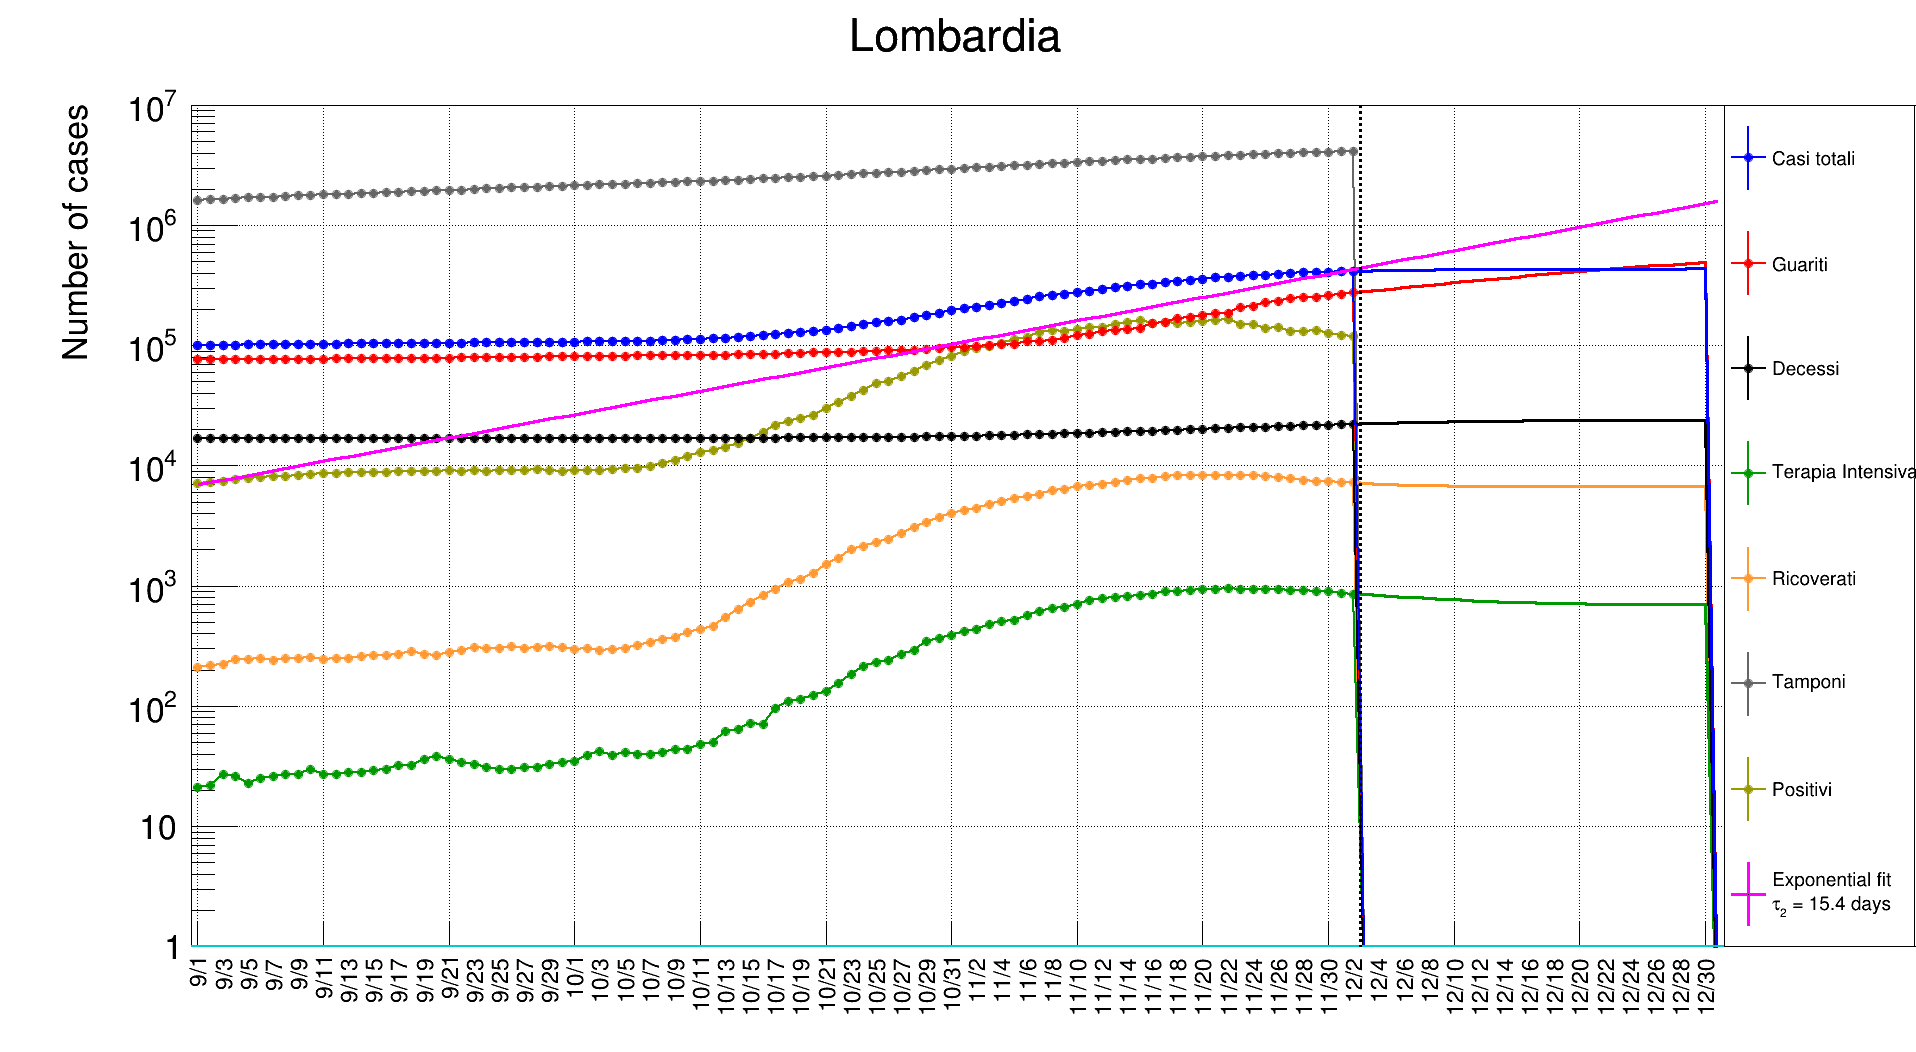 Lombardia
Number of cases
10^7
10^6
10^5
10^4
10^3
10^2
10
1
9/1 9/3 9/5 9/7 9/9 9/11 9/13 9/15 9/17 9/19 9/21 9/23 9/25 9/27 9/29 10/1 10/3 10/5 10/7 10/9 10/11 10/13 10/15 10/17 10/19 10/21 10/23 10/25 10/27 10/29 10/31 11/2 11/4 11/6 11/8 11/10 11/12 11/14 11/16 11/18 11/20 11/22 11/24 11/26 11/28 11/30 12/2 12/4 12/6 12/8 12/10 12/12 12/14 12/16 12/18 12/20 12/22 12/24 12/26 12/28 12/30
Casi totali
Guariti
Decessi
Terapia Intensiva
Ricoverati
Tamponi
Positivi
Exponential fit
τ₂ = 15.4 days